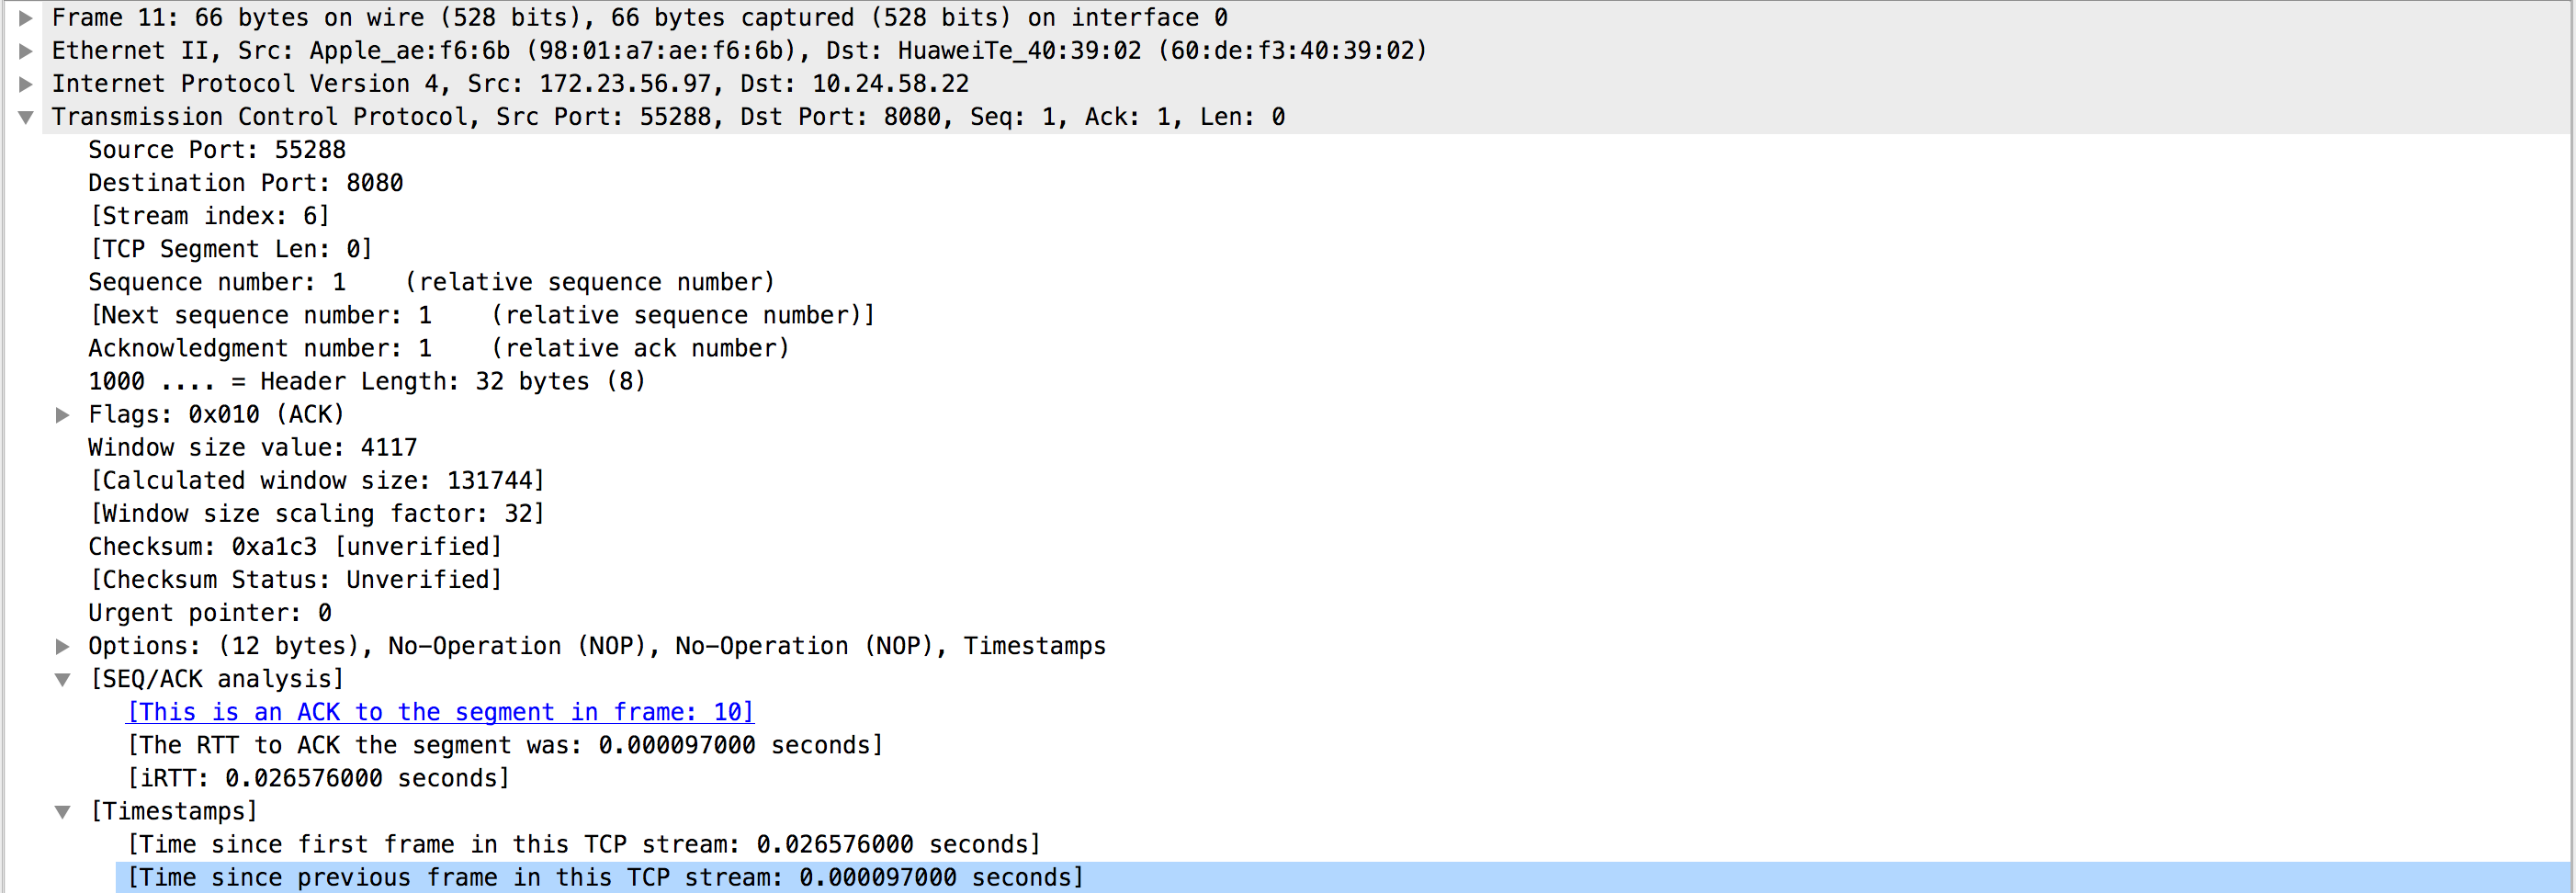 Frame 11: 66 bytes on wire (528 bits), 66 bytes captured (528 bits) on interface 0
Ethernet II, Src: Apple_ae:f6:6b (98:01:a7:ae:f6:6b), Dst: HuaweiTe_40:39:02 (60:de:f3:40:39:02)
Internet Protocol Version 4, Src: 172.23.56.97, Dst: 10.24.58.22
Transmission Control Protocol, Src Port: 55288, Dst Port: 8080, Seq: 1, Ack: 1, Len: 0
Source Port: 55288
Destination Port: 8080
[Stream index: 6]
[TCP Segment Len: 0]
Sequence number: 1    (relative sequence number)
[Next sequence number: 1    (relative sequence number)]
Acknowledgment number: 1    (relative ack number)
1000 .... = Header Length: 32 bytes (8)
Flags: 0x010 (ACK)
Window size value: 4117
[Calculated window size: 131744]
[Window size scaling factor: 32]
Checksum: 0xa1c3 [unverified]
[Checksum Status: Unverified]
Urgent pointer: 0
Options: (12 bytes), No-Operation (NOP), No-Operation (NOP), Timestamps
[SEQ/ACK analysis]
[This is an ACK to the segment in frame: 10]
[The RTT to ACK the segment was: 0.000097000 seconds]
[iRTT: 0.026576000 seconds]
[Timestamps]
[Time since first frame in this TCP stream: 0.026576000 seconds]
[Time since previous frame in this TCP stream: 0.000097000 seconds]